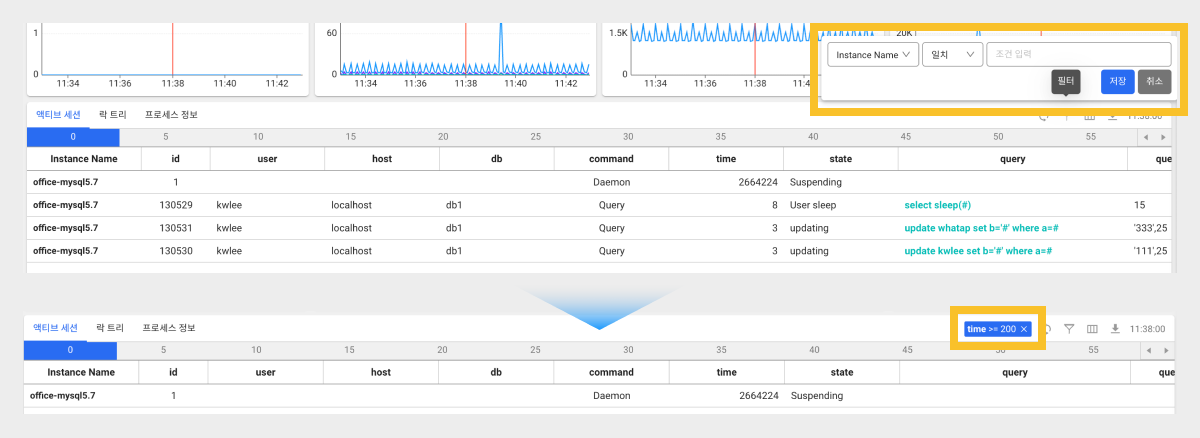 1
0
11:34 11:36 11:38 11:40 11:42
60
0
11:34 11:36 11:38 11:40 11:42
1.5K
0
11:34 11:36 11:38 11:40 11:42
20K
Instance Name 일치 조건 입력
필터 저장 취소
액티브 세션 락 트리 프로세스 정보 11:38:00
0 5 10 15 20 25 30 35 40 45 50 55
Instance Name id user host db command time state query que
office-mysql5.7 1 Daemon 2664224 Suspending
office-mysql5.7 130529 kwlee localhost db1 Query 8 User sleep select sleep(#) 15
office-mysql5.7 130531 kwlee localhost db1 Query 3 updating update whatap set b='#' where a=# '333',25
office-mysql5.7 130530 kwlee localhost db1 Query 3 updating update kwlee set b='#' where a=# '111',25
액티브 세션 락 트리 프로세스 정보 time >= 200 × 11:38:00
0 5 10 15 20 25 30 35 40 45 50 55
Instance Name id user host db command time state query que
office-mysql5.7 1 Daemon 2664224 Suspending